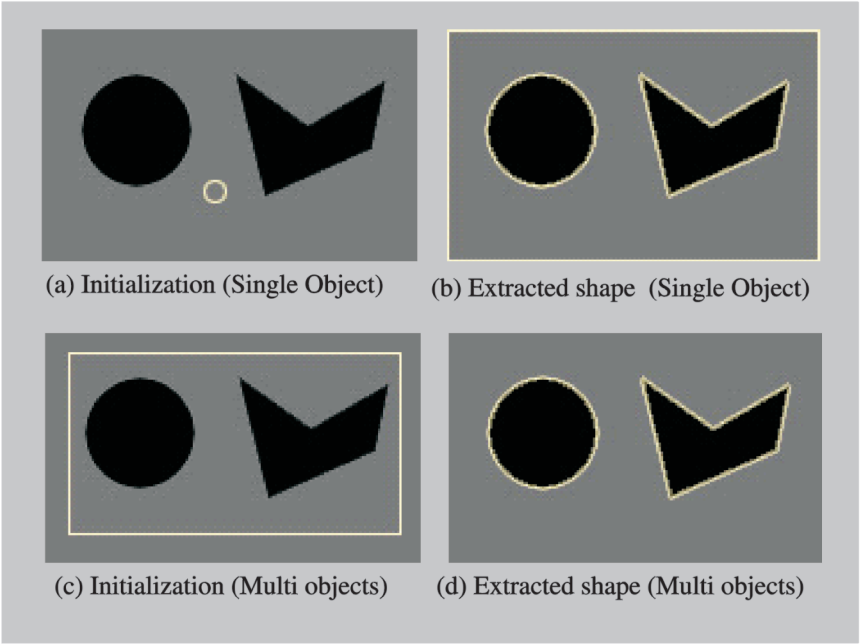 (a) Initialization (Single Object)
(b) Extracted shape (Single Object)
(c) Initialization (Multi objects)
(d) Extracted shape (Multi objects)